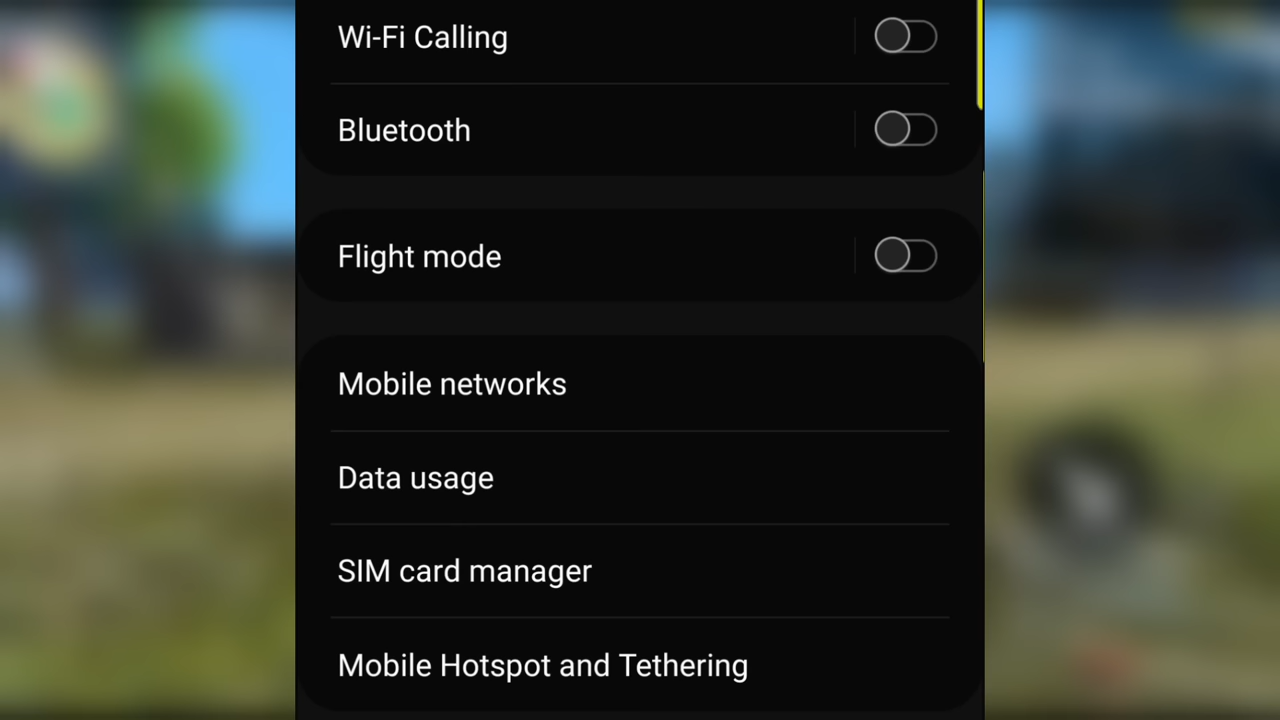 Wi-Fi Calling
Bluetooth
Flight mode
Mobile networks
Data usage
SIM card manager
Mobile Hotspot and Tethering